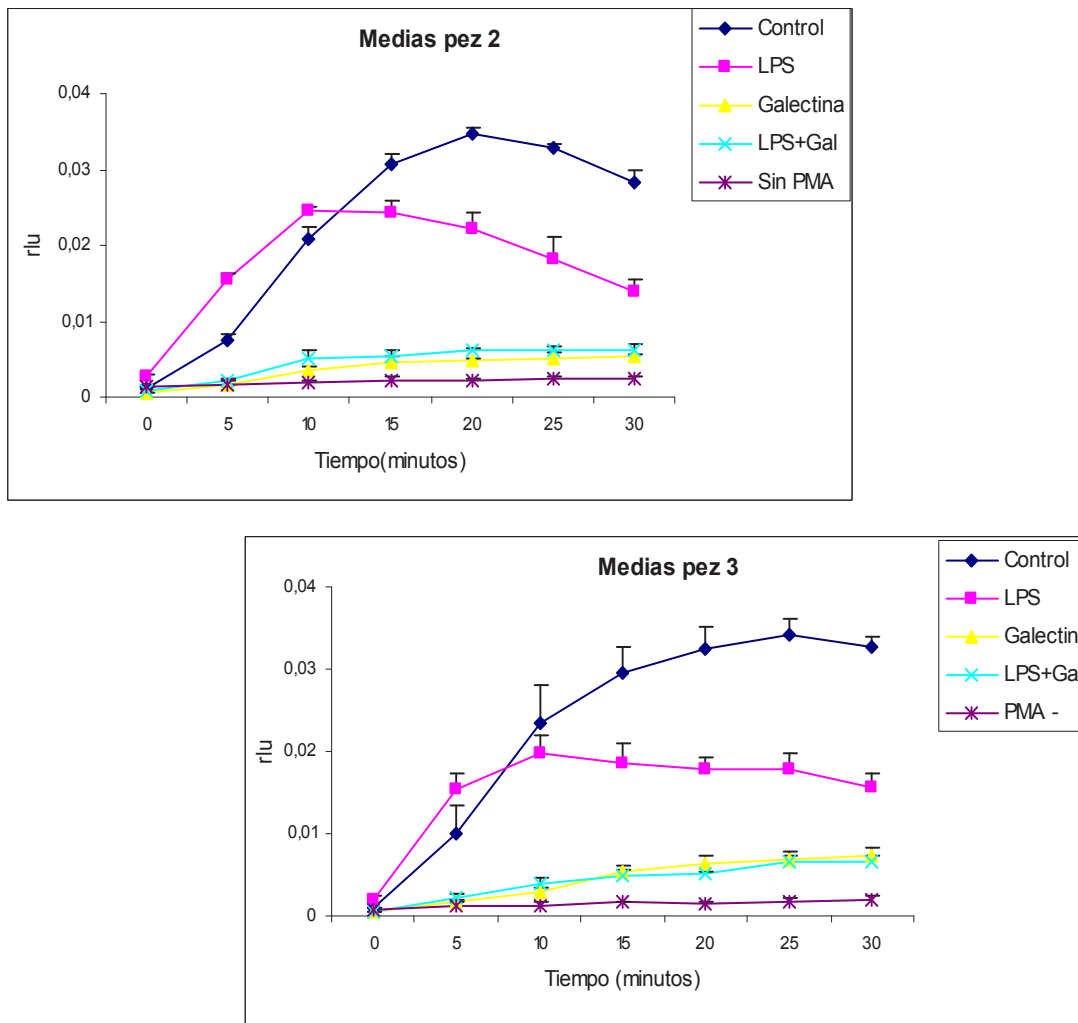 Medias pez 2
Control
LPS
Galectina
LPS+Gal
Sin PMA
0,04
0,03
0,02
0,01
0
rlu
0 5 10 15 20 25 30
Tiempo(minutos)
Medias pez 3
Control
LPS
Galectin
LPS+Ga
PMA -
0,04
0,03
0,02
0,01
0
rlu
0 5 10 15 20 25 30
Tiempo (minutos)